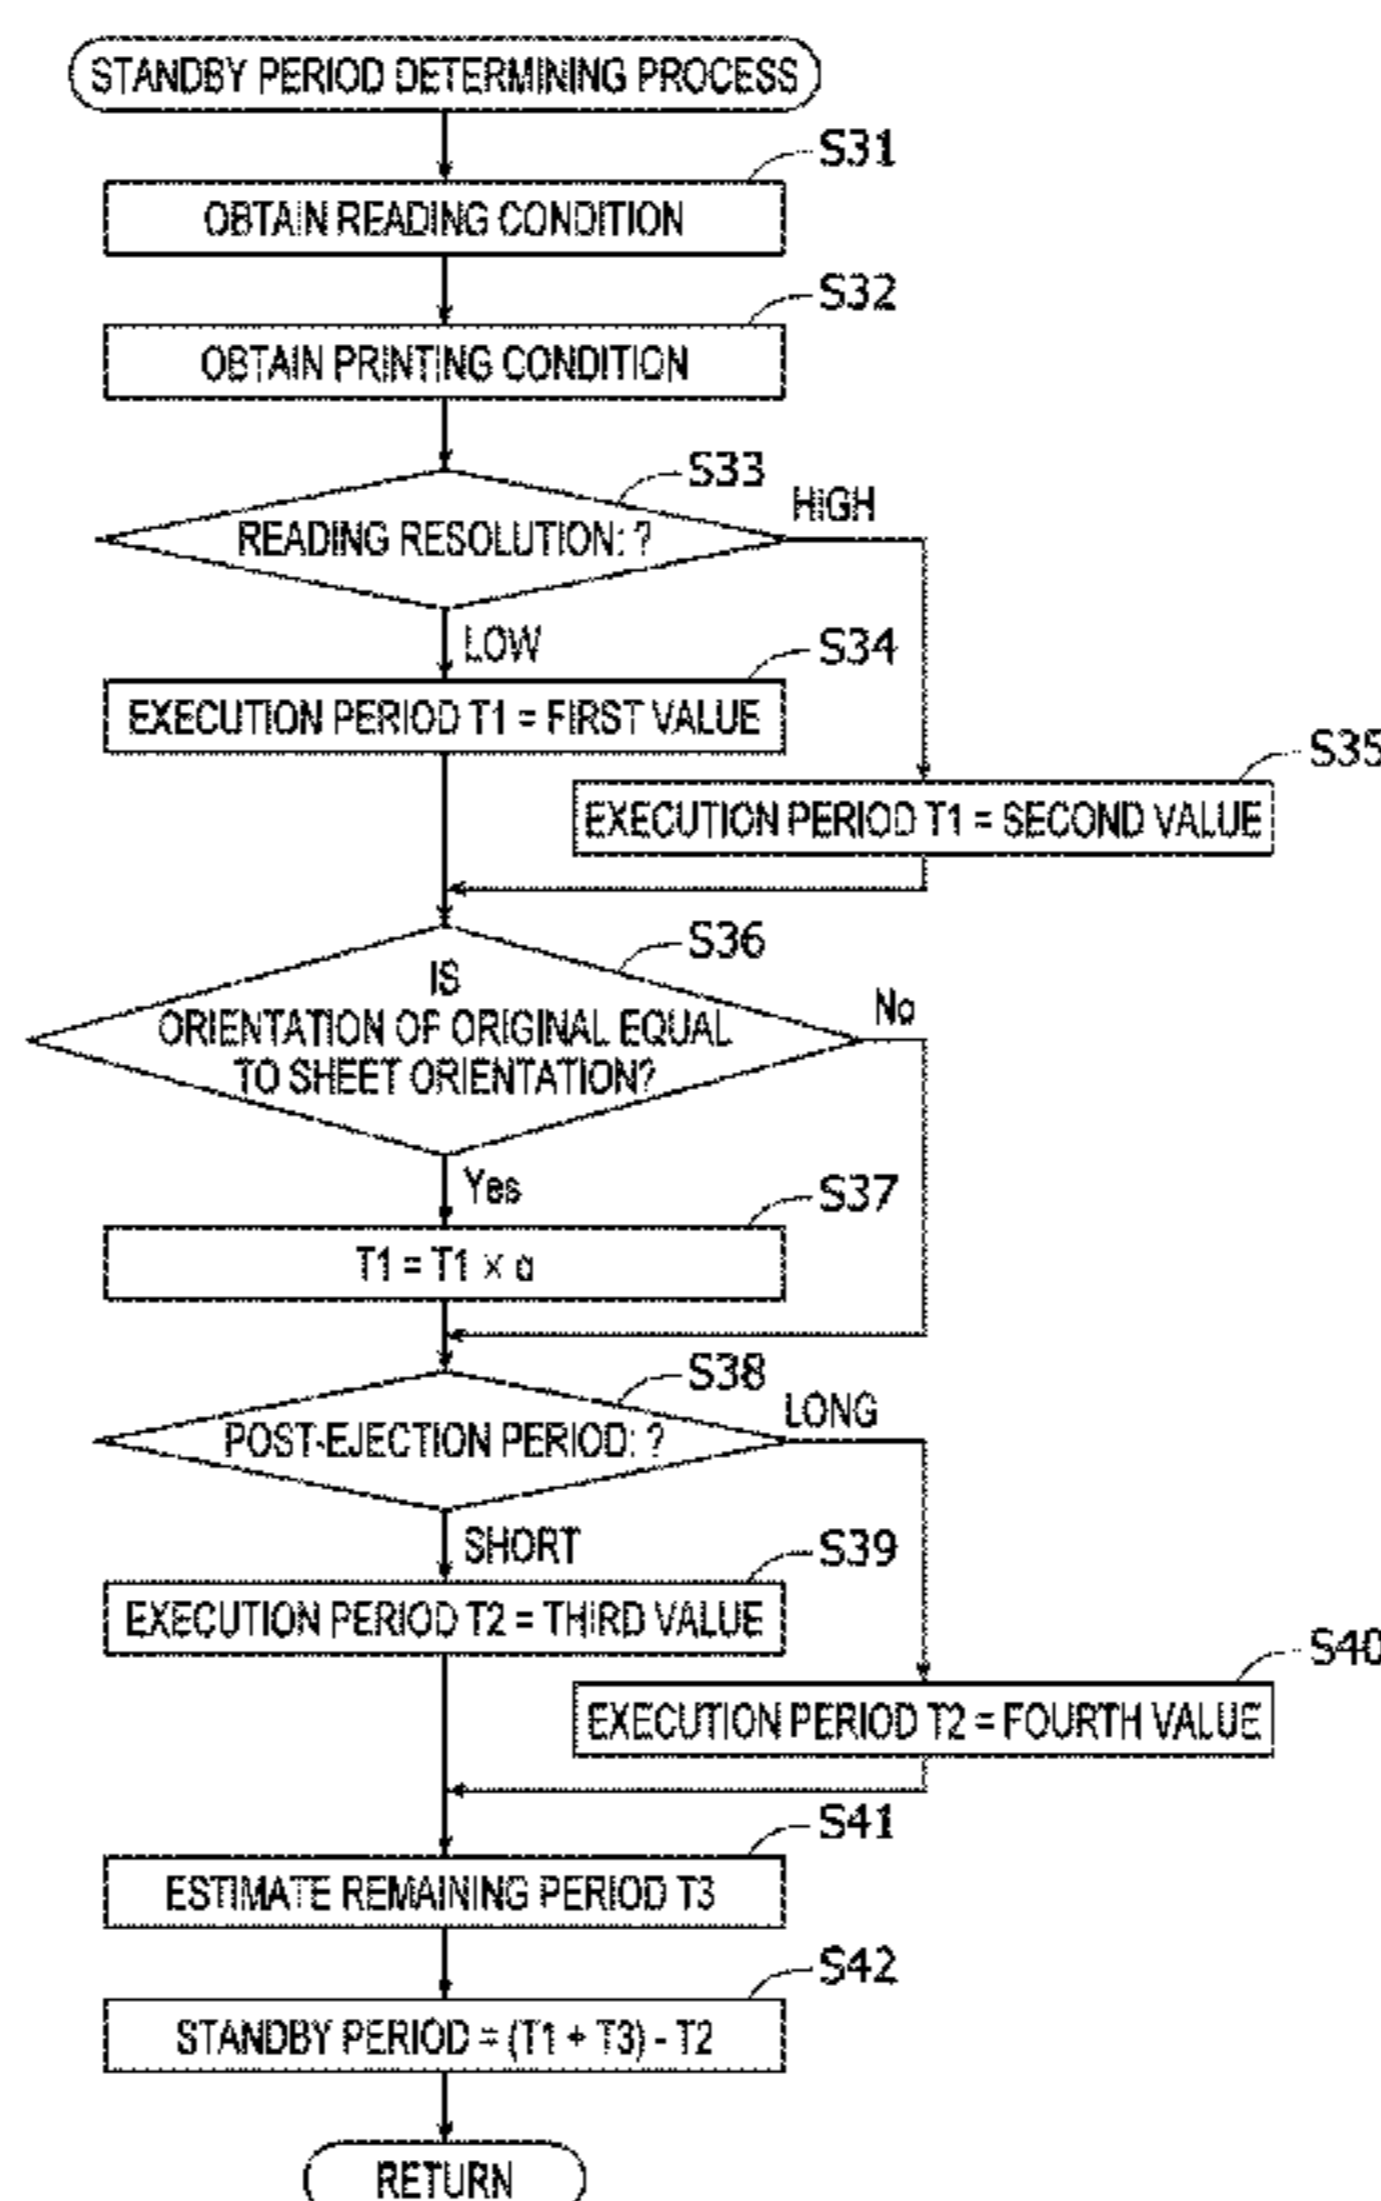 STANDBY PERIOD DETERMINING PROCESS
S31
OBTAIN READING CONDITION
S32
OBTAIN PRINTING CONDITION
S33
READING RESOLUTION: ?
HIGH
LOW
S34
EXECUTION PERIOD T1 = FIRST VALUE
S35
EXECUTION PERIOD T1 = SECOND VALUE
S36
IS
ORIENTATION OF ORIGINAL EQUAL
TO SHEET ORIENTATION?
No
Yes
S37
T1 = T1 × α
S38
POST-EJECTION PERIOD: ?
LONG
SHORT
S39
EXECUTION PERIOD T2 = THIRD VALUE
S40
EXECUTION PERIOD T2 = FOURTH VALUE
S41
ESTIMATE REMAINING PERIOD T3
S42
STANDBY PERIOD = (T1 + T3) - T2
RETURN